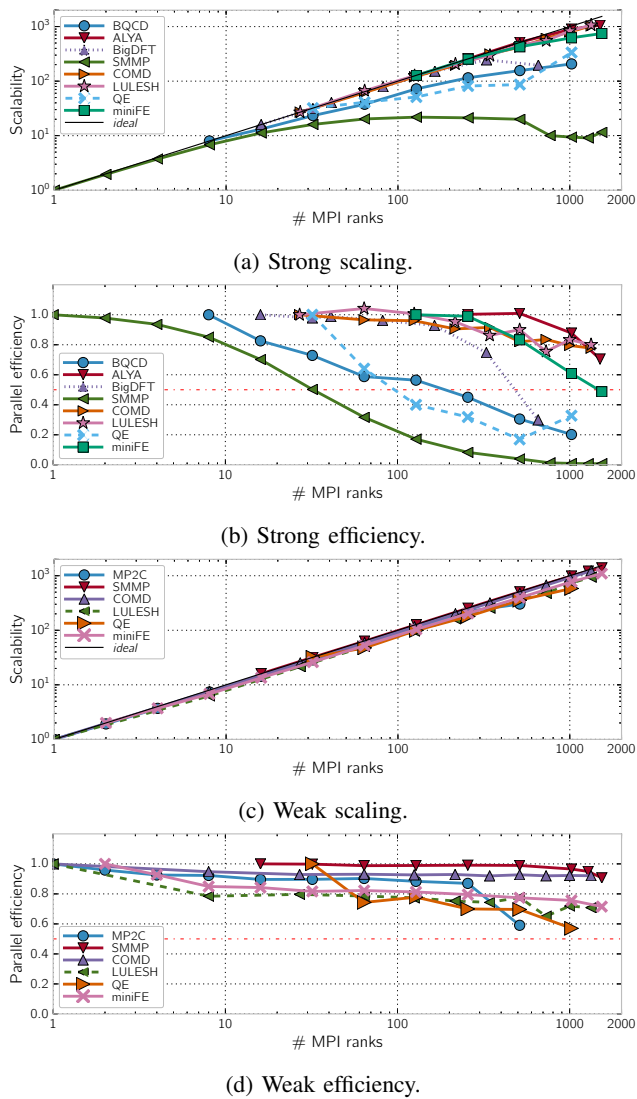 10³
10²
10¹
10⁰
Scalability
BQCD
ALYA
BigDFT
SMMP
COMD
LULESH
QE
miniFE
ideal
1 10 100 1000 2000
# MPI ranks
(a) Strong scaling.
1.0
0.8
0.6
0.4
0.2
0.0
Parallel efficiency
BQCD
ALYA
BigDFT
SMMP
COMD
LULESH
QE
miniFE
1 10 100 1000 2000
# MPI ranks
(b) Strong efficiency.
10³
10²
10¹
10⁰
Scalability
MP2C
SMMP
COMD
LULESH
QE
miniFE
ideal
1 10 100 1000 2000
# MPI ranks
(c) Weak scaling.
1.0
0.8
0.6
0.4
0.2
0.0
Parallel efficiency
MP2C
SMMP
COMD
LULESH
QE
miniFE
1 10 100 1000 2000
# MPI ranks
(d) Weak efficiency.